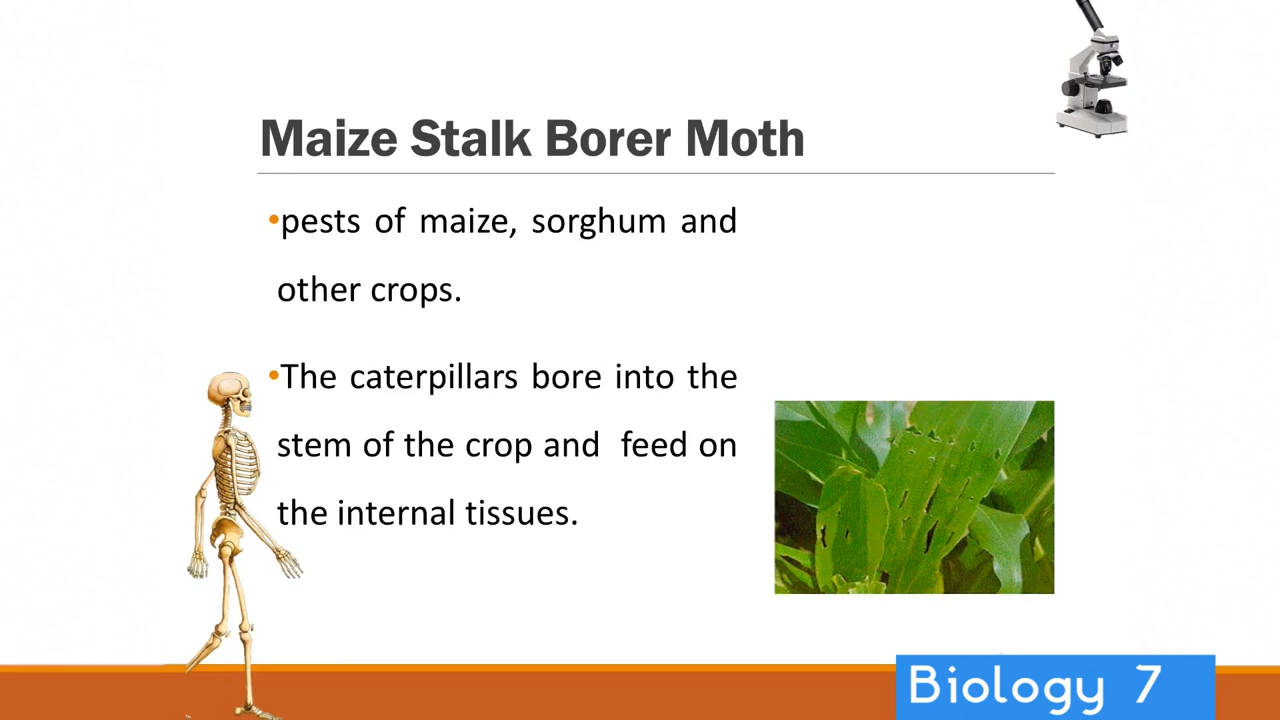 Maize Stalk Borer Moth
•pests of maize, sorghum and
other crops.
•The caterpillars bore into the
stem of the crop and feed on
the internal tissues.
Biology 7